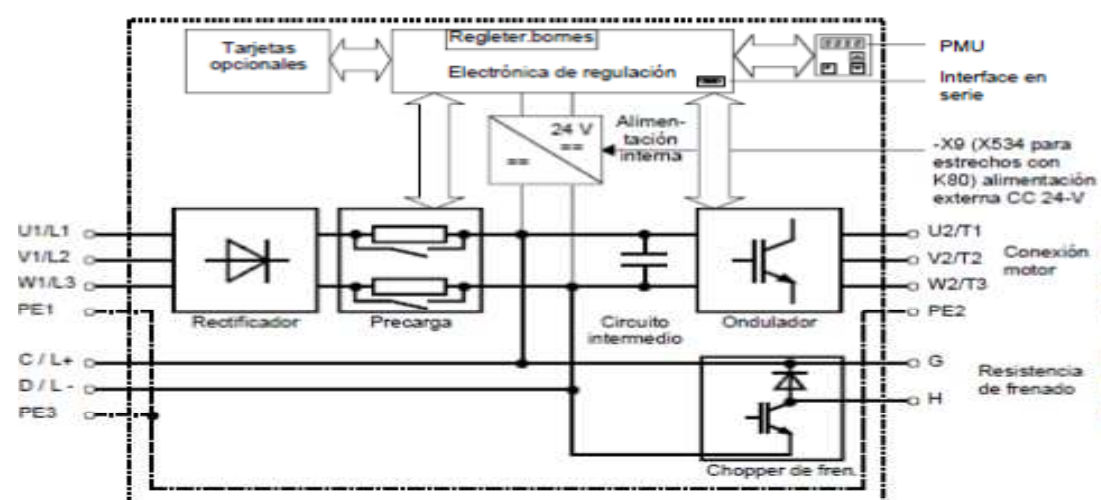 Tarjetas
opcionales
Regleter.bornes
Electrónica de regulación
PMU
Interface en
serie
24 V
==
==
Alimen-
tación
interna
-X9 (X534 para
estrechos con
K80) alimentación
externa CC 24-V
U1/L1
V1/L2
W1/L3
PE1
Rectificador
Precarga
Circuito
intermedio
Ondulador
U2/T1
V2/T2
W2/T3
PE2
Conexión
motor
C / L+
D / L -
PE3
G
H
Resistencia
de frenado
Chopper de fren.